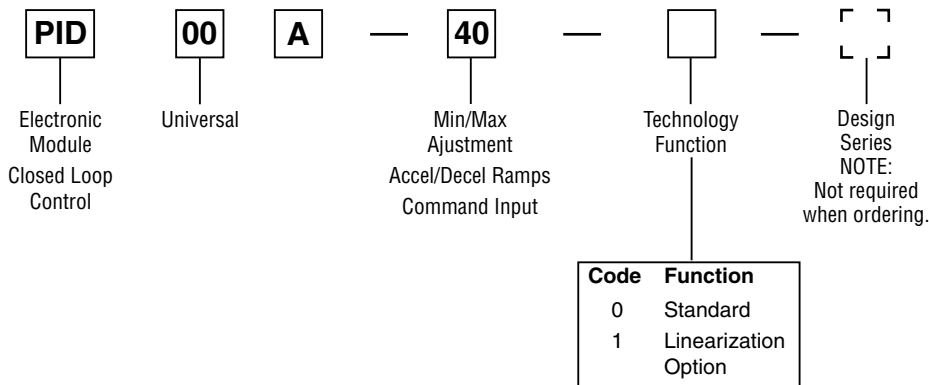 PID 00 A — 40 — —
Electronic
Module
Closed Loop
Control
Universal
Min/Max
Adjustment
Accel/Decel Ramps
Command Input
Technology
Function
Design
Series
NOTE:
Not required
when ordering.
Code Function
0 Standard
1 Linearization
Option